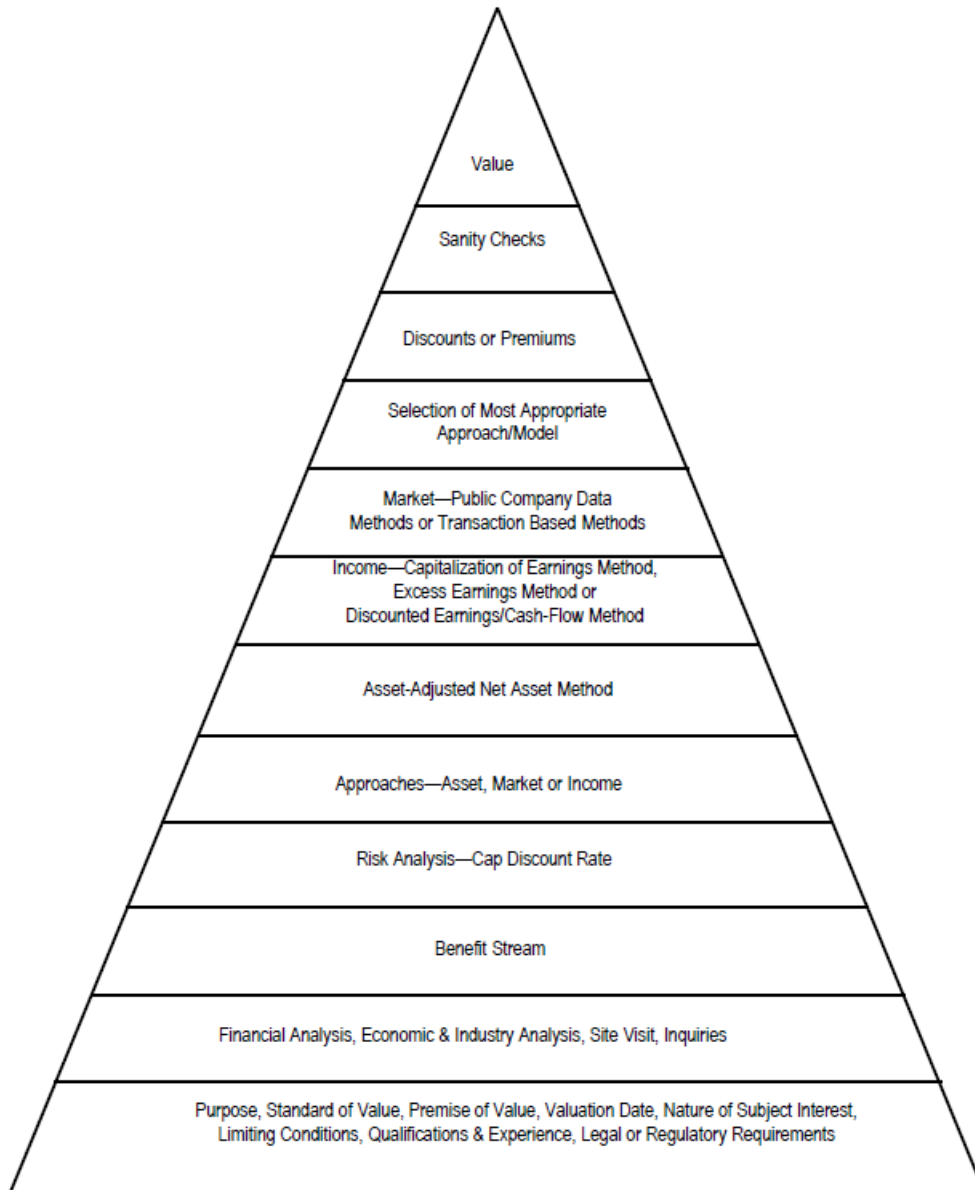 Value
Sanity Checks
Discounts or Premiums
Selection of Most Appropriate
Approach/Model
Market—Public Company Data
Methods or Transaction Based Methods
Income—Capitalization of Earnings Method,
Excess Earnings Method or
Discounted Earnings/Cash-Flow Method
Asset-Adjusted Net Asset Method
Approaches—Asset, Market or Income
Risk Analysis—Cap Discount Rate
Benefit Stream
Financial Analysis, Economic & Industry Analysis, Site Visit, Inquiries
Purpose, Standard of Value, Premise of Value, Valuation Date, Nature of Subject Interest,
Limiting Conditions, Qualifications & Experience, Legal or Regulatory Requirements